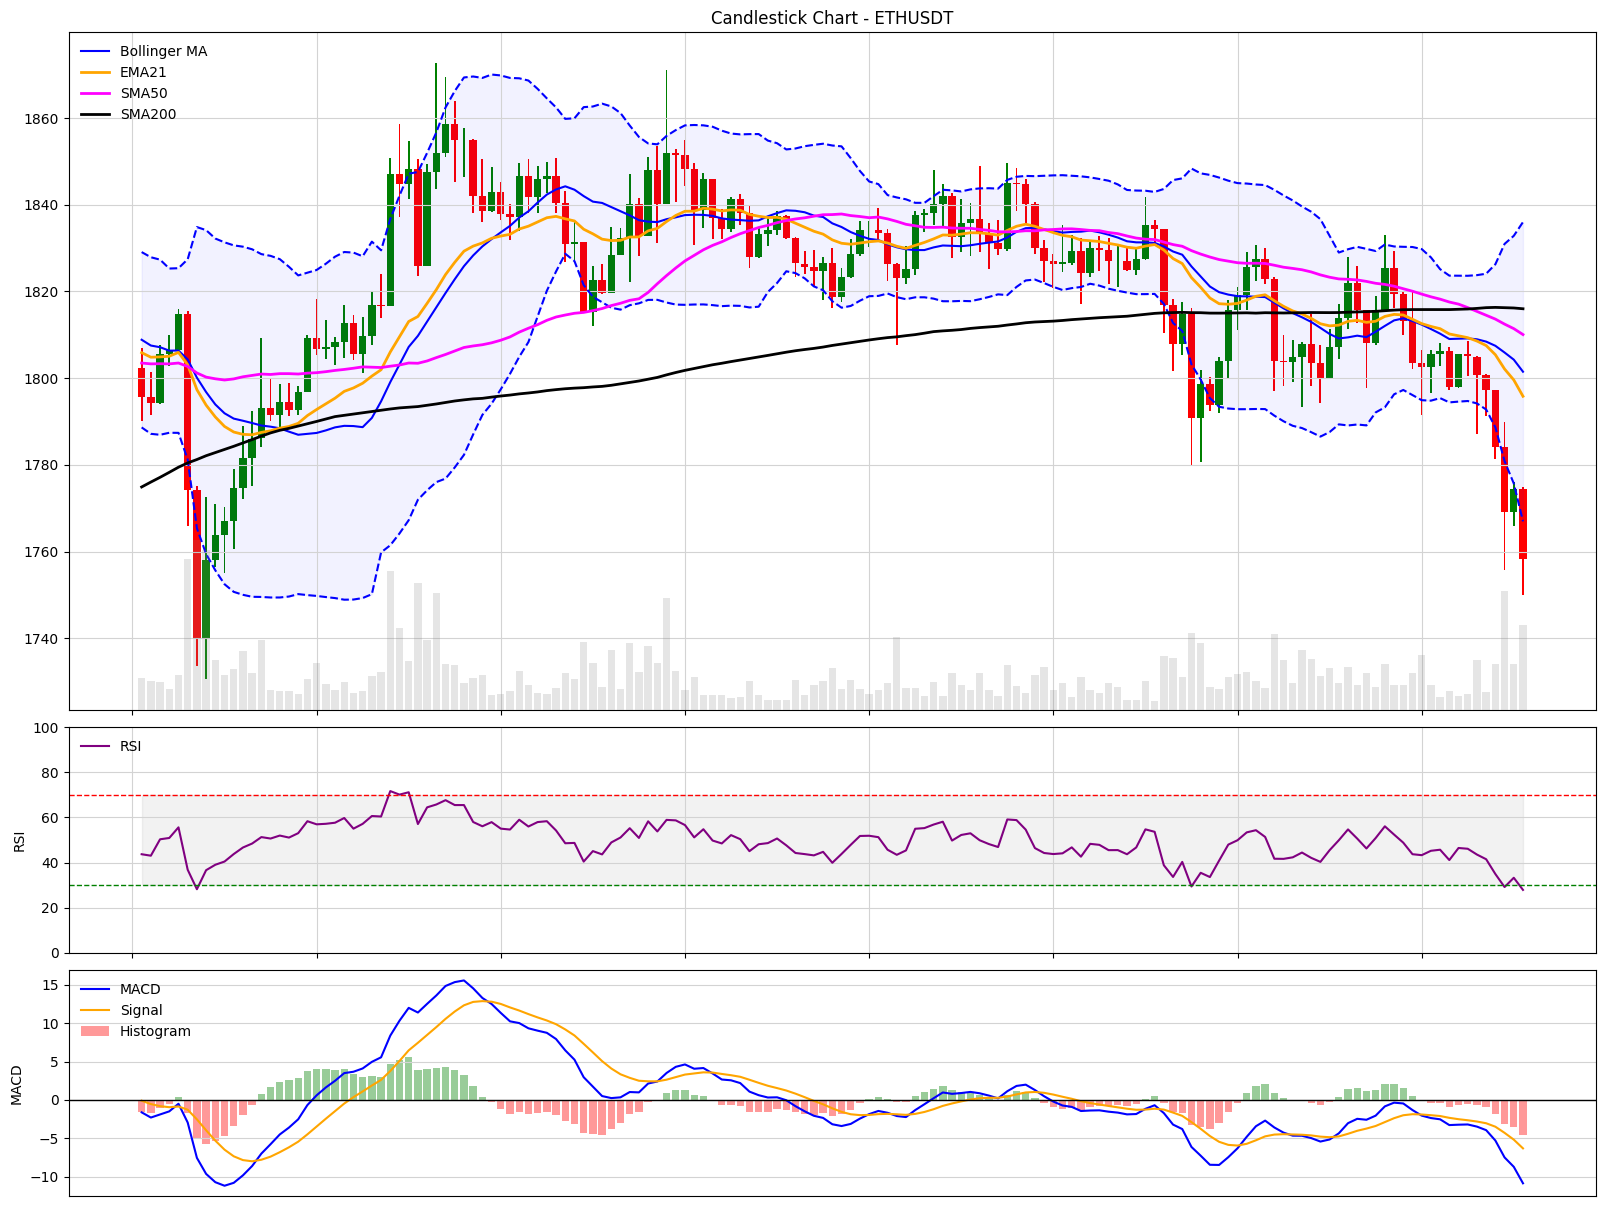 Candlestick Chart - ETHUSDT
Bollinger MA
EMA21
SMA50
SMA200
1860
1840
1820
1800
1780
1760
1740
100
80
60
40
20
0
RSI
RSI
15
10
5
0
−5
−10
MACD
MACD
Signal
Histogram